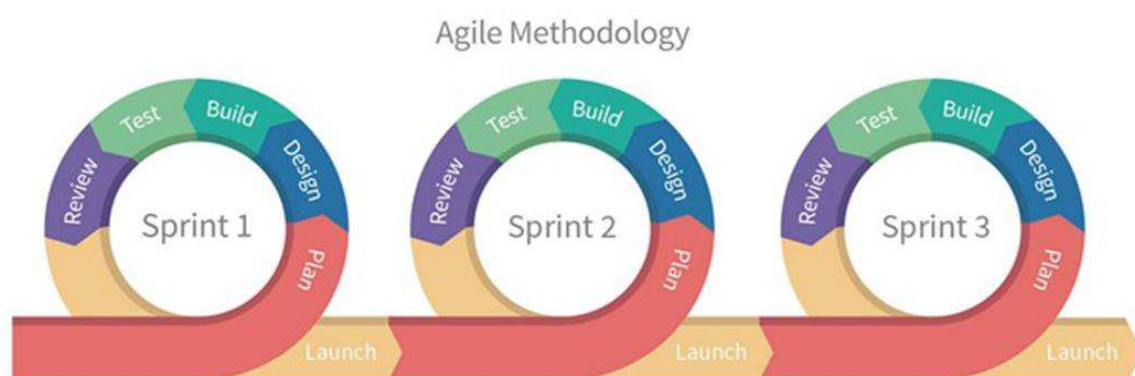 Agile Methodology
Sprint 1
Plan
Design
Build
Test
Review
Launch
Sprint 2
Plan
Design
Build
Test
Review
Launch
Sprint 3
Plan
Design
Build
Test
Review
Launch